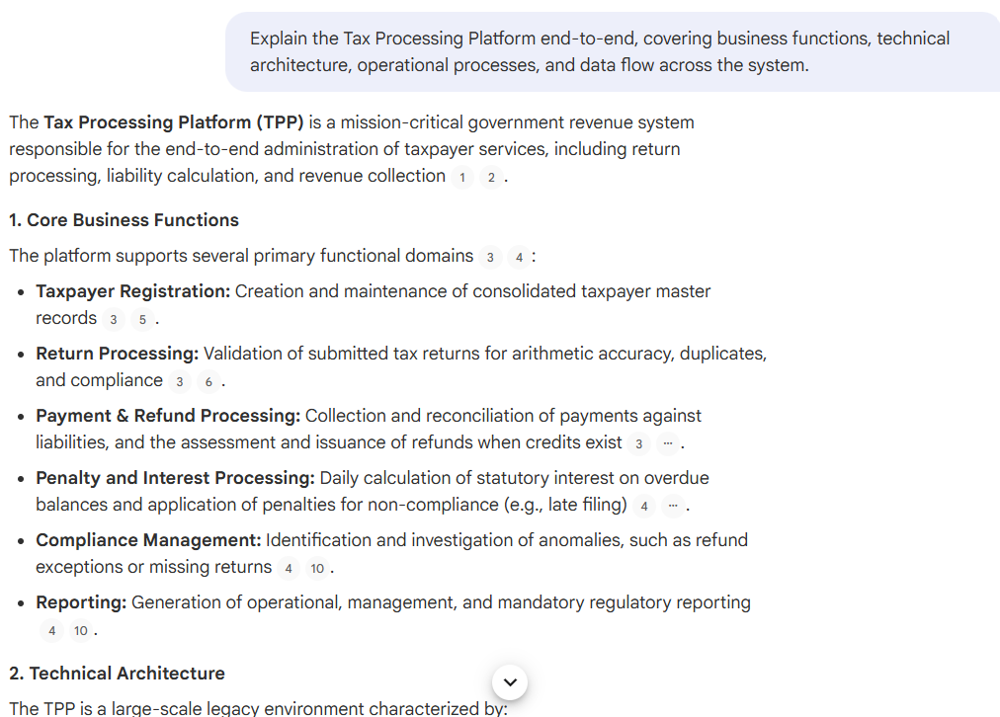 Explain the Tax Processing Platform end-to-end, covering business functions, technical
architecture, operational processes, and data flow across the system.
The Tax Processing Platform (TPP) is a mission-critical government revenue system
responsible for the end-to-end administration of taxpayer services, including return
processing, liability calculation, and revenue collection 1 2 .
1. Core Business Functions
The platform supports several primary functional domains 3 4 :
• Taxpayer Registration: Creation and maintenance of consolidated taxpayer master
records 3 5 .
• Return Processing: Validation of submitted tax returns for arithmetic accuracy, duplicates,
and compliance 3 6 .
• Payment & Refund Processing: Collection and reconciliation of payments against
liabilities, and the assessment and issuance of refunds when credits exist 3 ··· .
• Penalty and Interest Processing: Daily calculation of statutory interest on overdue
balances and application of penalties for non-compliance (e.g., late filing) 4 ··· .
• Compliance Management: Identification and investigation of anomalies, such as refund
exceptions or missing returns 4 10 .
• Reporting: Generation of operational, management, and mandatory regulatory reporting
4 10 .
2. Technical Architecture
The TPP is a large-scale legacy environment characterized by: